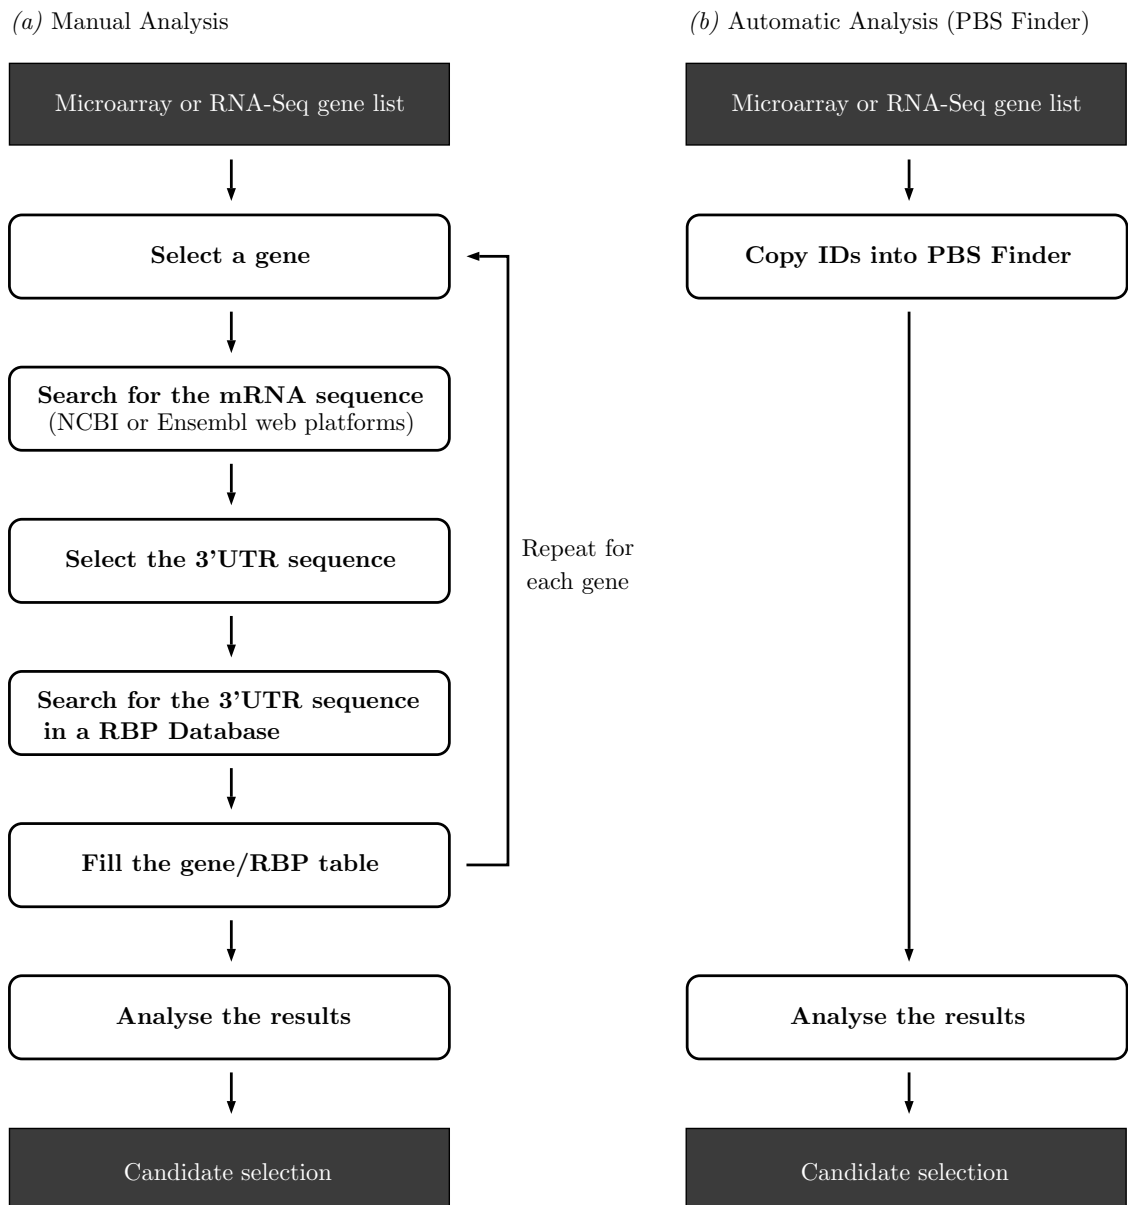 (a) Manual Analysis
Microarray or RNA-Seq gene list
Select a gene
Search for the mRNA sequence
(NCBI or Ensembl web platforms)
Select the 3'UTR sequence
Repeat for
each gene
Search for the 3'UTR sequence
in a RBP Database
Fill the gene/RBP table
Analyse the results
Candidate selection
(b) Automatic Analysis (PBS Finder)
Microarray or RNA-Seq gene list
Copy IDs into PBS Finder
Analyse the results
Candidate selection